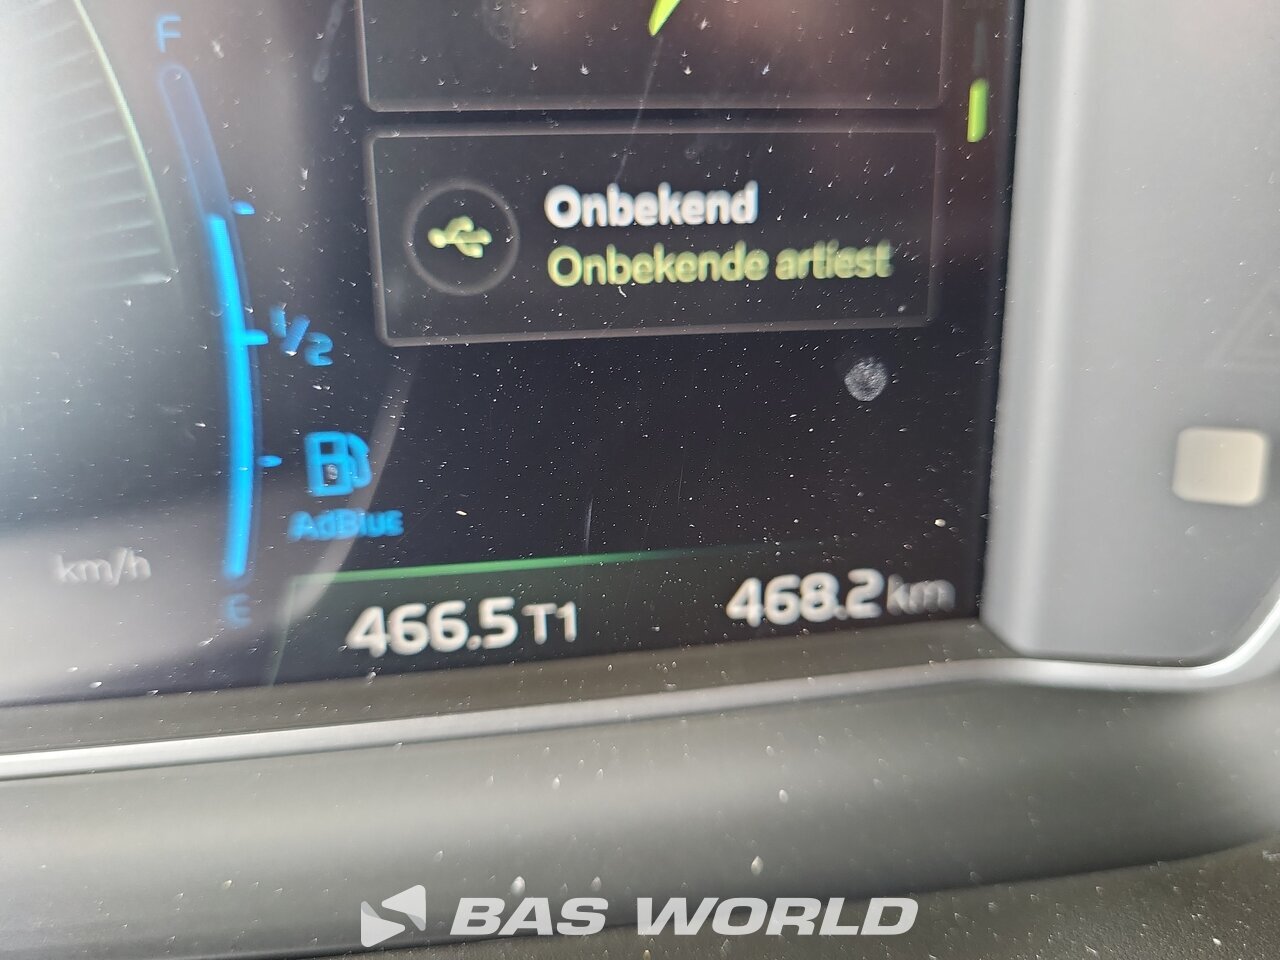 F
Onbekend
Onbekende artiest
1/2
AdBlue
km/h
E
466.5 T1
468.2 km
BAS WORLD